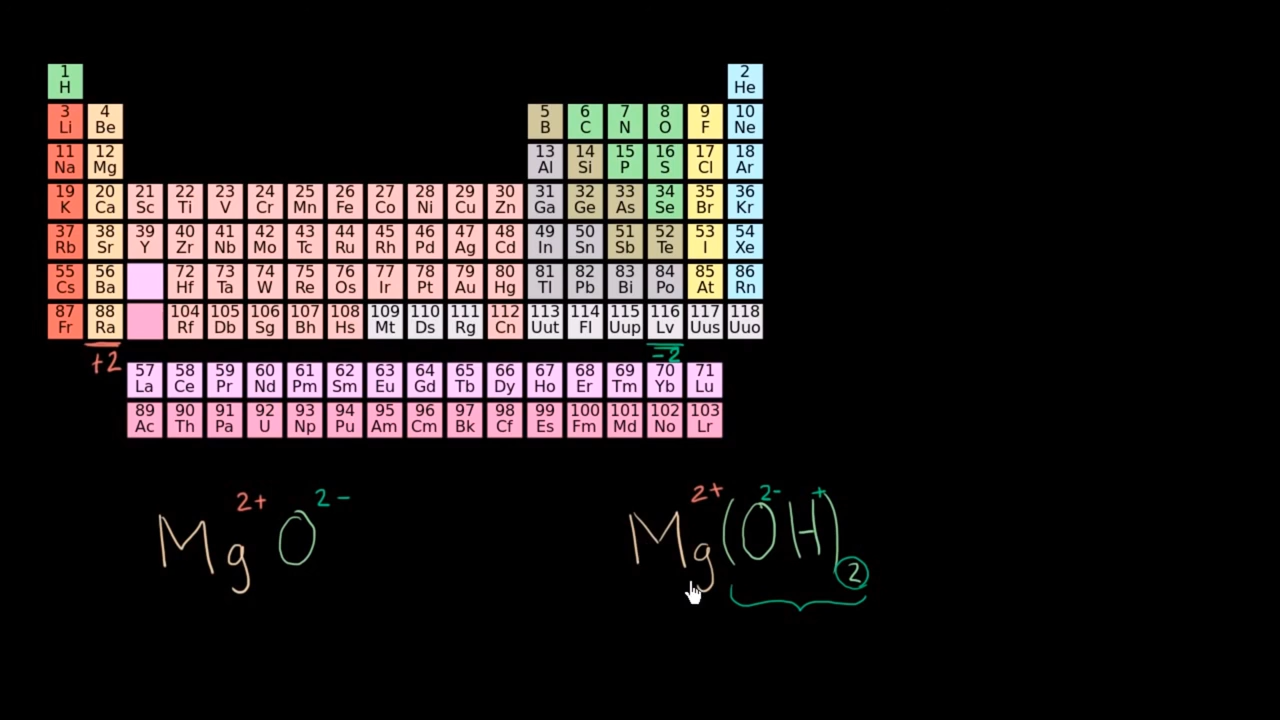 1 2
H He
3 4 5 6 7 8 9 10
Li Be B C N O F Ne
11 12 13 14 15 16 17 18
Na Mg Al Si P S Cl Ar
19 20 21 22 23 24 25 26 27 28 29 30 31 32 33 34 35 36
K Ca Sc Ti V Cr Mn Fe Co Ni Cu Zn Ga Ge As Se Br Kr
37 38 39 40 41 42 43 44 45 46 47 48 49 50 51 52 53 54
Rb Sr Y Zr Nb Mo Tc Ru Rh Pd Ag Cd In Sn Sb Te I Xe
55 56 72 73 74 75 76 77 78 79 80 81 82 83 84 85 86
Cs Ba Hf Ta W Re Os Ir Pt Au Hg Tl Pb Bi Po At Rn
87 88 104 105 106 107 108 109 110 111 112 113 114 115 116 117 118
Fr Ra Rf Db Sg Bh Hs Mt Ds Rg Cn Uut Fl Uup Lv Uus Uuo
+2 -2
57 58 59 60 61 62 63 64 65 66 67 68 69 70 71
La Ce Pr Nd Pm Sm Eu Gd Tb Dy Ho Er Tm Yb Lu
89 90 91 92 93 94 95 96 97 98 99 100 101 102 103
Ac Th Pa U Np Pu Am Cm Bk Cf Es Fm Md No Lr
Mg²⁺ O²⁻ Mg²⁺(O²⁻H⁺)₂